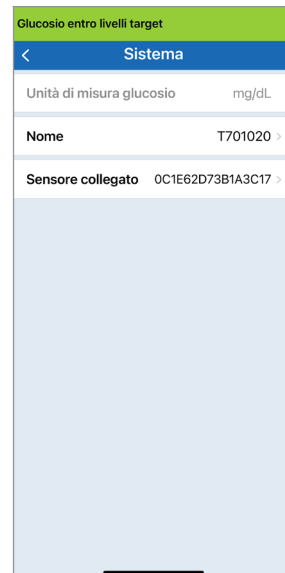 Glucosio entro livelli target
Sistema
Unità di misura glucosio mg/dL
Nome T701020
Sensore collegato 0C1E62D73B1A3C17